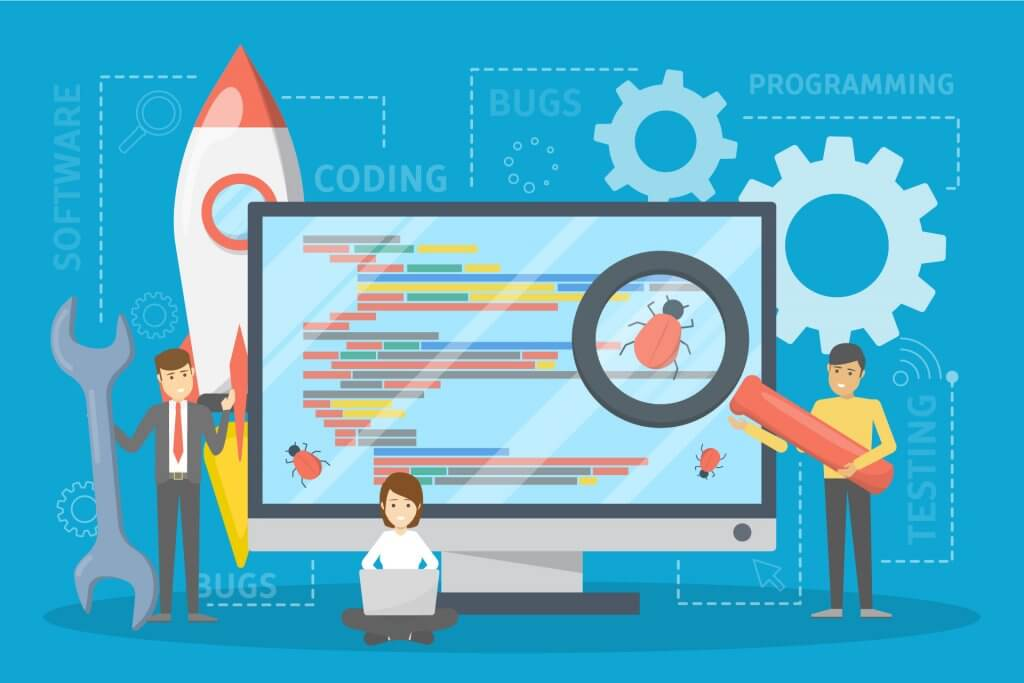 SOFTWARE
CODING
BUGS
PROGRAMMING
TESTING
BUGS